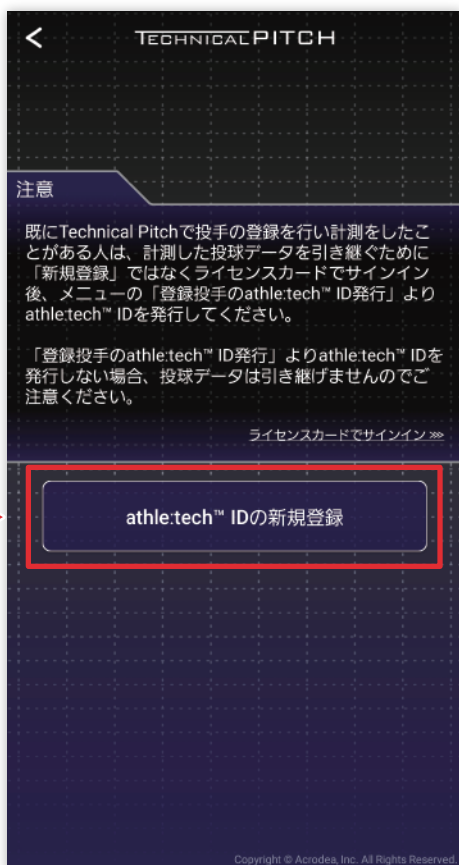 TECHNICALPITCH
注意
既にTechnical Pitchで投手の登録を行い計測をしたこ
とがある人は、計測した投球データを引き継ぐために
「新規登録」ではなくライセンスカードでサインイン
後、メニューの「登録投手のathle:tech™ ID発行」より
athle:tech™ IDを発行してください。
「登録投手のathle:tech™ ID発行」よりathle:tech™ IDを
発行しない場合、投球データは引き継げませんのでご
注意ください。
ライセンスカードでサインイン >>>
athle:tech™ IDの新規登録
Copyright © Acrodea, Inc. All Rights Reserved.